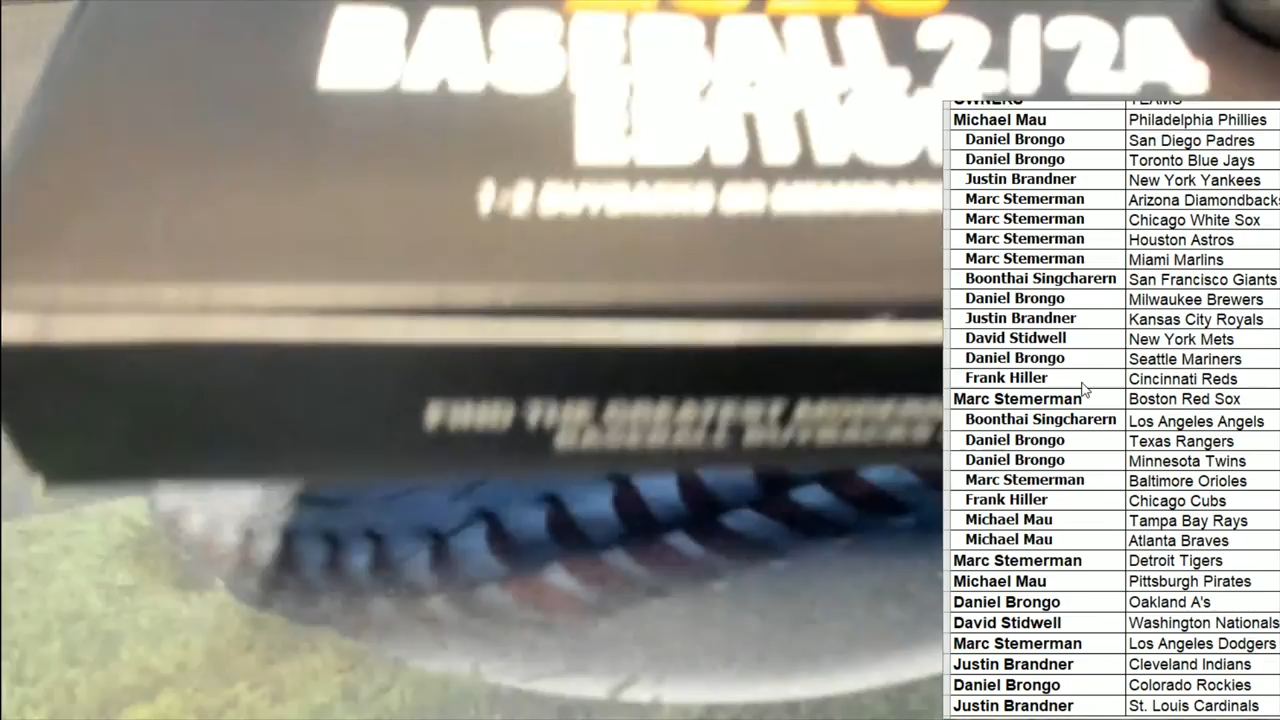 BASEBALL 2/2A
EDITION
OWNERS TEAMS
Michael Mau Philadelphia Phillies
Daniel Brongo San Diego Padres
Daniel Brongo Toronto Blue Jays
Justin Brandner New York Yankees
Marc Stemerman Arizona Diamondbacks
Marc Stemerman Chicago White Sox
Marc Stemerman Houston Astros
Marc Stemerman Miami Marlins
Boonthai Singcharern San Francisco Giants
Daniel Brongo Milwaukee Brewers
Justin Brandner Kansas City Royals
David Stidwell New York Mets
Daniel Brongo Seattle Mariners
Frank Hiller Cincinnati Reds
Marc Stemerman Boston Red Sox
Boonthai Singcharern Los Angeles Angels
Daniel Brongo Texas Rangers
Daniel Brongo Minnesota Twins
Marc Stemerman Baltimore Orioles
Frank Hiller Chicago Cubs
Michael Mau Tampa Bay Rays
Michael Mau Atlanta Braves
Marc Stemerman Detroit Tigers
Michael Mau Pittsburgh Pirates
Daniel Brongo Oakland A's
David Stidwell Washington Nationals
Marc Stemerman Los Angeles Dodgers
Justin Brandner Cleveland Indians
Daniel Brongo Colorado Rockies
Justin Brandner St. Louis Cardinals